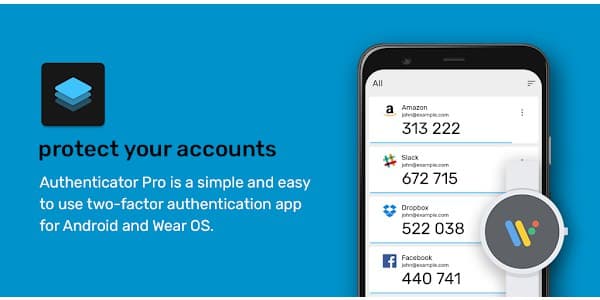 protect your accounts
Authenticator Pro is a simple and easy
to use two-factor authentication app
for Android and Wear OS.
All
Amazon
john@example.com
313 222
Slack
john@example.com
672 715
Dropbox
john@example.com
522 038
Facebook
john@example.com
440 741